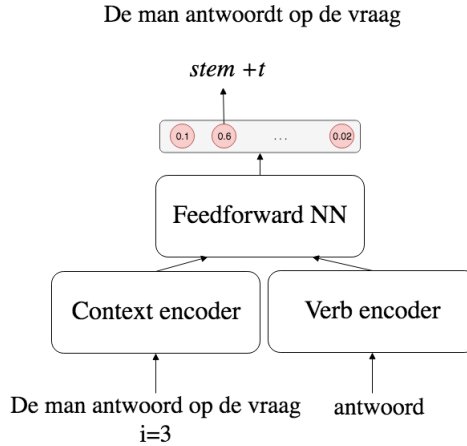 De man antwoordt op de vraag
stem +t
0.1 0.6 ... 0.02
Feedforward NN
Context encoder Verb encoder
De man antwoord op de vraag antwoord
i=3